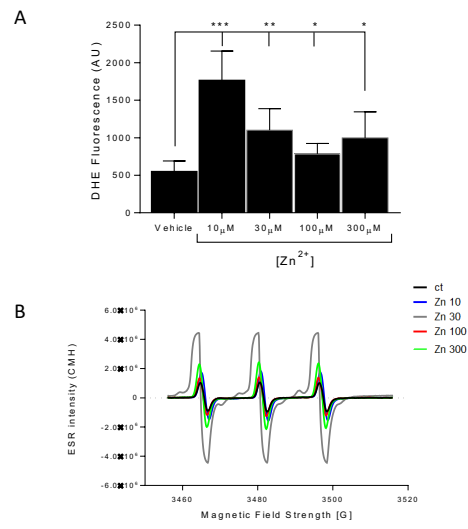 A
*** ** * *
DHE Fluorescence (AU)
2500
2000
1500
1000
500
0
Vehicle 10μM 30μM 100μM 300μM
[Zn2+]
B
ct
Zn 10
Zn 30
Zn 100
Zn 300
ESR intensity (CMH)
6.0✖10⁶
4.0✖10⁶
2.0✖10⁶
0
-2.0✖10⁶
-4.0✖10⁶
-6.0✖10⁶
3460 3480 3500 3520
Magnetic Field Strength [G]